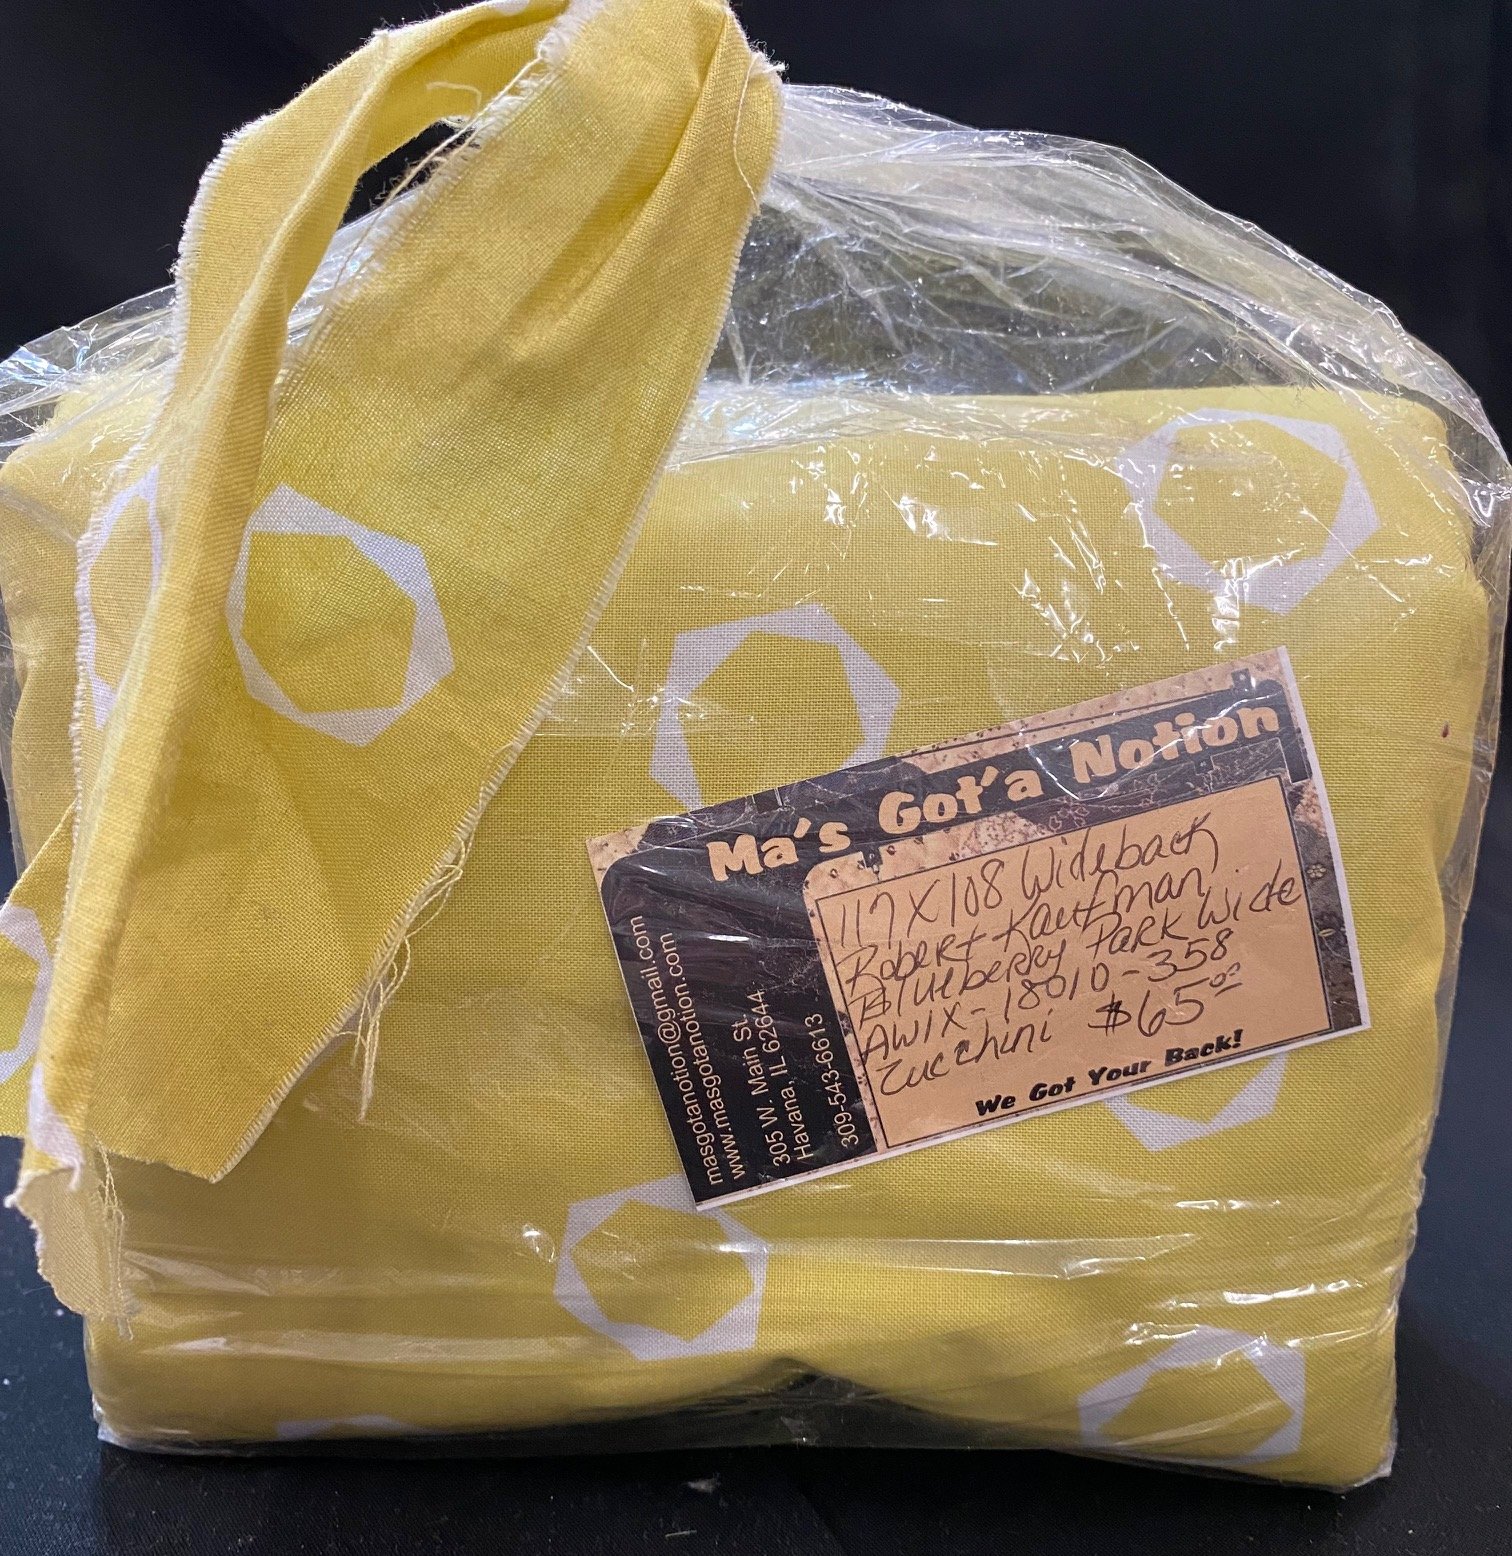 Ma's Got'a Notion
117 X 108 Wideback
Robert Kaufman
Blueberry Park Wide
AWIX-18010-358
Zucchini $65.00
We Got Your Back!
masgotanotion@gmail.com
www.masgotanotion.com
305 W. Main St.
Havana, IL 62644
309-543-6613